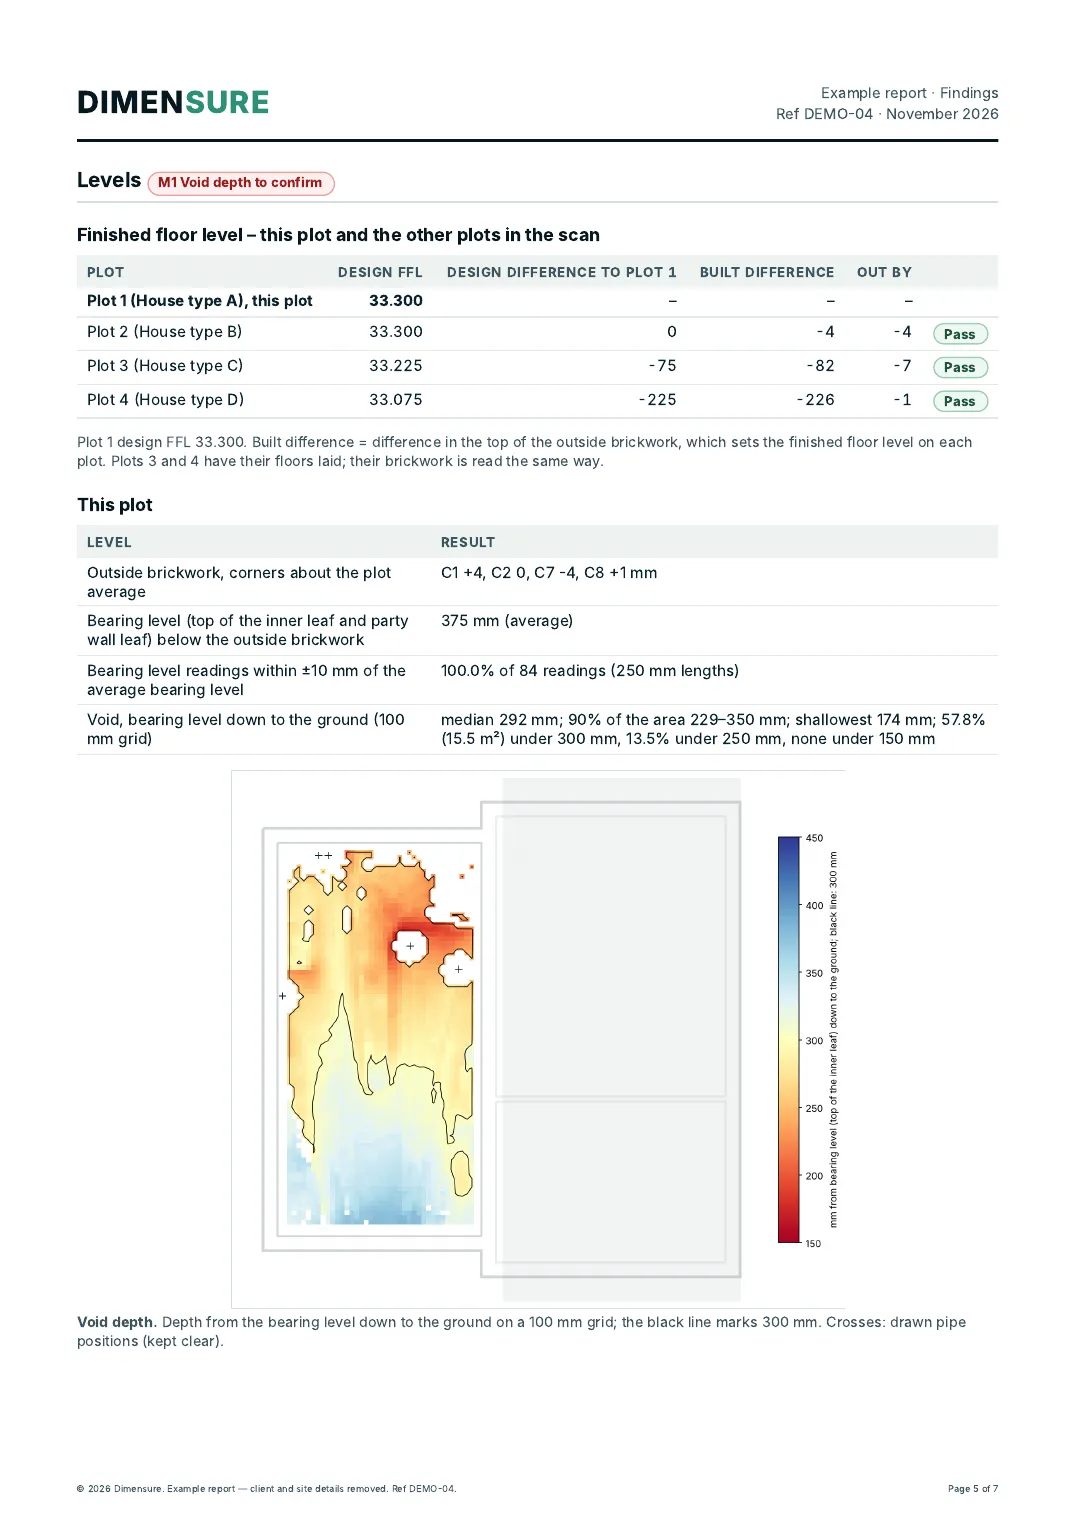 DIMENSURE
Example report · Findings
Ref DEMO-04 · November 2026
Levels M1 Void depth to confirm
Finished floor level – this plot and the other plots in the scan
PLOT DESIGN FFL DESIGN DIFFERENCE TO PLOT 1 BUILT DIFFERENCE OUT BY
Plot 1 (House type A), this plot 33.300 – – –
Plot 2 (House type B) 33.300 0 -4 -4 Pass
Plot 3 (House type C) 33.225 -75 -82 -7 Pass
Plot 4 (House type D) 33.075 -225 -226 -1 Pass
Plot 1 design FFL 33.300. Built difference = difference in the top of the outside brickwork, which sets the finished floor level on each
plot. Plots 3 and 4 have their floors laid; their brickwork is read the same way.
This plot
LEVEL RESULT
Outside brickwork, corners about the plot C1 +4, C2 0, C7 -4, C8 +1 mm
average
Bearing level (top of the inner leaf and party 375 mm (average)
wall leaf) below the outside brickwork
Bearing level readings within ±10 mm of the 100.0% of 84 readings (250 mm lengths)
average bearing level
Void, bearing level down to the ground (100 median 292 mm; 90% of the area 229–350 mm; shallowest 174 mm; 57.8%
mm grid) (15.5 m²) under 300 mm, 13.5% under 250 mm, none under 150 mm
450
400
350
300
250
200
150
mm from bearing level (top of the inner leaf) down to the ground; black line: 300 mm
Void depth. Depth from the bearing level down to the ground on a 100 mm grid; the black line marks 300 mm. Crosses: drawn pipe
positions (kept clear).
© 2026 Dimensure. Example report — client and site details removed. Ref DEMO-04.
Page 5 of 7